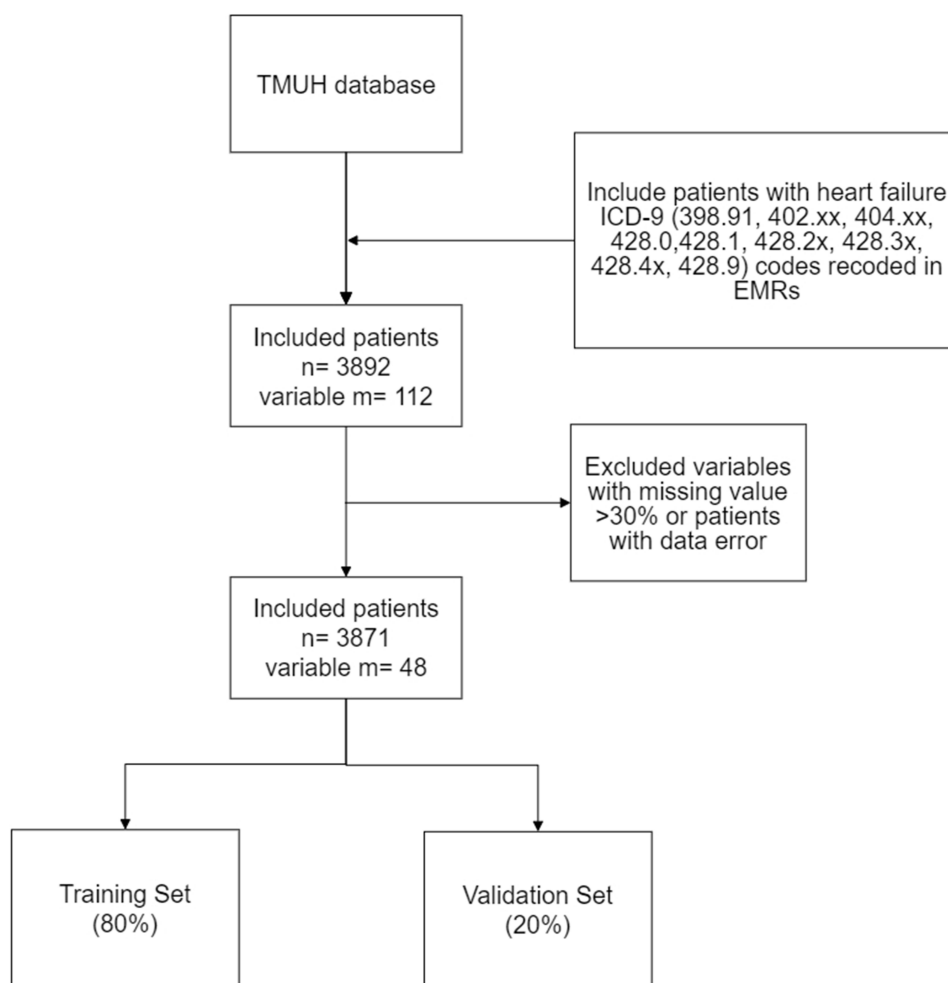 TMUH database
Include patients with heart failure
ICD-9 (398.91, 402.xx, 404.xx,
428.0,428.1, 428.2x, 428.3x,
428.4x, 428.9) codes recoded in
EMRs
Included patients
n= 3892
variable m= 112
Excluded variables
with missing value
>30% or patients
with data error
Included patients
n= 3871
variable m= 48
Training Set
(80%)
Validation Set
(20%)